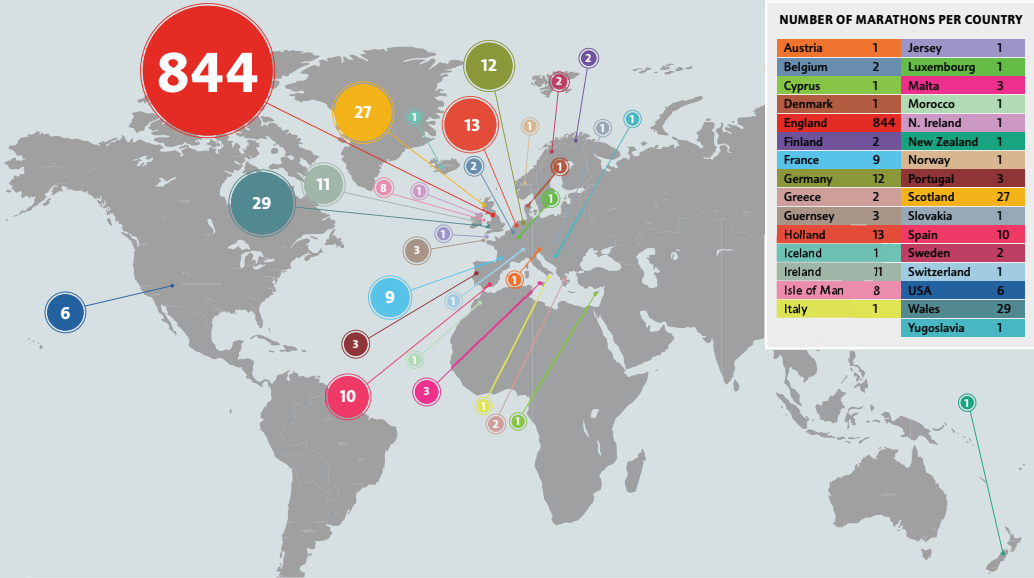 NUMBER OF MARATHONS PER COUNTRY
Austria 1 Jersey 1
Belgium 2 Luxembourg 1
Cyprus 1 Malta 3
Denmark 1 Morocco 1
England 844 N. Ireland 1
Finland 2 New Zealand 1
France 9 Norway 1
Germany 12 Portugal 3
Greece 2 Scotland 27
Guernsey 3 Slovakia 1
Holland 13 Spain 10
Iceland 1 Sweden 2
Ireland 11 Switzerland 1
Isle of Man 8 USA 6
Italy 1 Wales 29
Yugoslavia 1
844
12
2
2
27
1
13
1
1
1
2
1
11
8
1
29
1
1
3
1
9
1
6
3
1
10
3
1
2
1
1